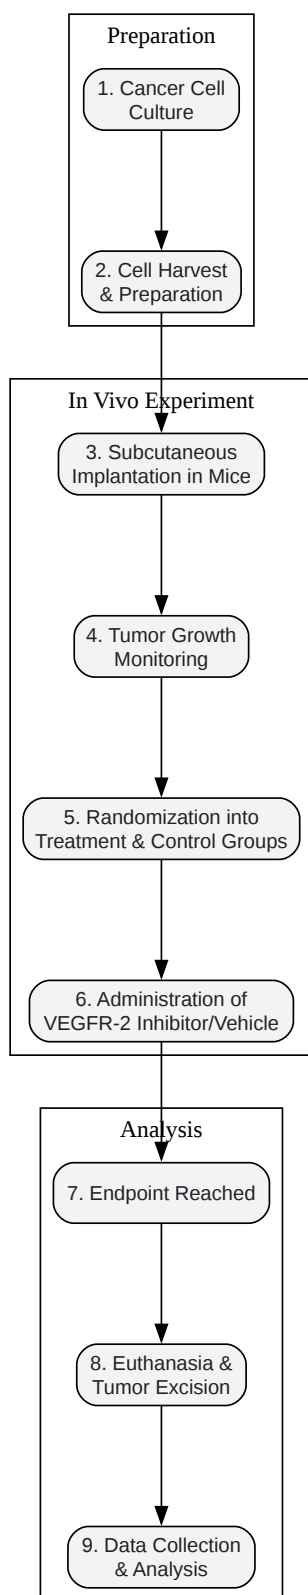 Preparation
1. Cancer Cell
Culture
2. Cell Harvest
& Preparation
In Vivo Experiment
3. Subcutaneous
Implantation in Mice
4. Tumor Growth
Monitoring
5. Randomization into
Treatment & Control Groups
6. Administration of
VEGFR-2 Inhibitor/Vehicle
Analysis
7. Endpoint Reached
8. Euthanasia &
Tumor Excision
9. Data Collection
& Analysis